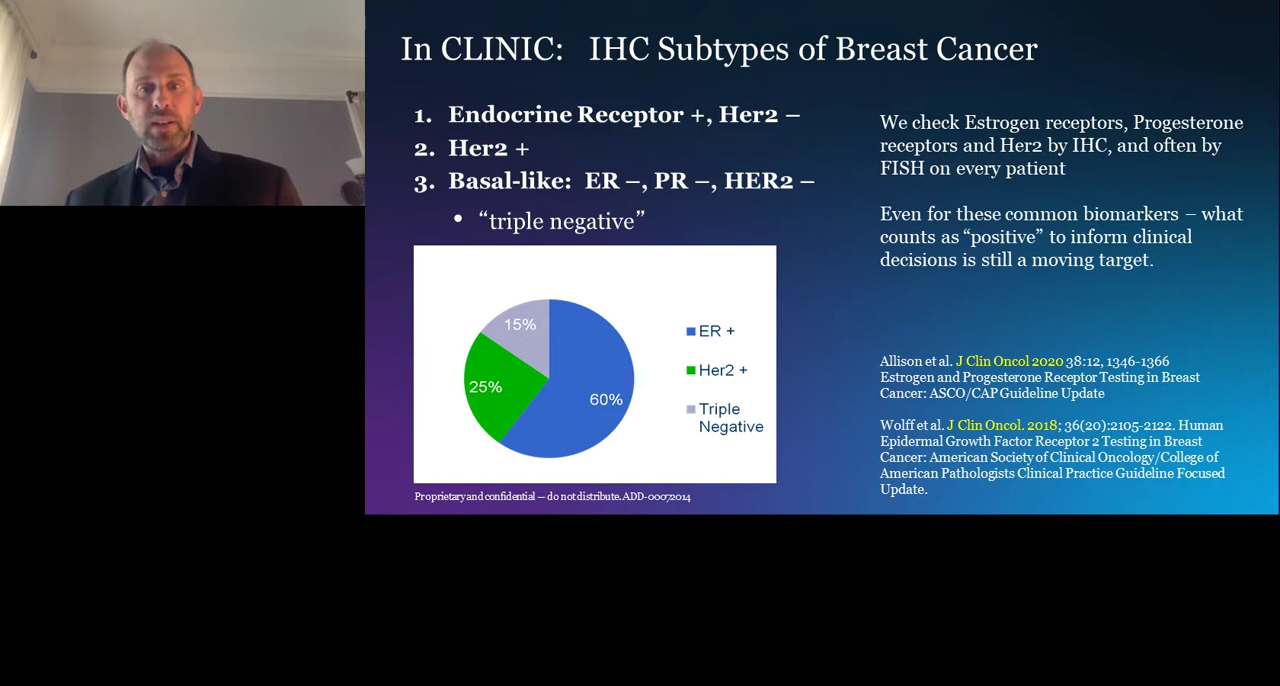 In CLINIC: IHC Subtypes of Breast Cancer
1. Endocrine Receptor +, Her2 –
2. Her2 +
3. Basal-like: ER –, PR –, HER2 –
• “triple negative”
15%
25%
60%
ER +
Her2 +
Triple
Negative
Proprietary and confidential — do not distribute. ADD-00072014
We check Estrogen receptors, Progesterone
receptors and Her2 by IHC, and often by
FISH on every patient
Even for these common biomarkers – what
counts as “positive” to inform clinical
decisions is still a moving target.
Allison et al. J Clin Oncol 2020 38:12, 1346-1366
Estrogen and Progesterone Receptor Testing in Breast
Cancer: ASCO/CAP Guideline Update
Wolff et al. J Clin Oncol. 2018; 36(20):2105-2122. Human
Epidermal Growth Factor Receptor 2 Testing in Breast
Cancer: American Society of Clinical Oncology/College of
American Pathologists Clinical Practice Guideline Focused
Update.